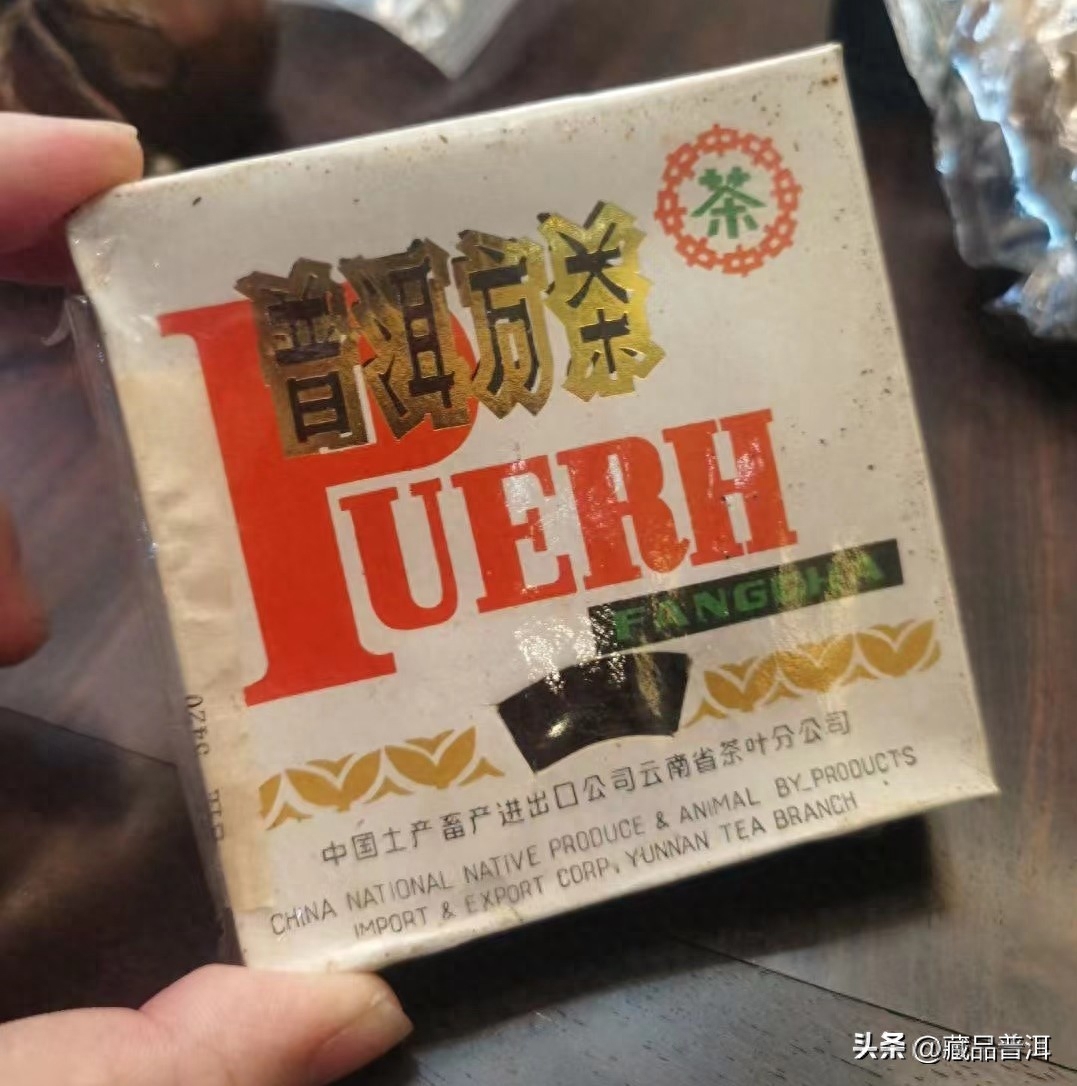 茶
普洱方茶
PUERH
FANGCHA
中国土产畜产进出口公司云南省茶叶分公司
CHINA NATIONAL NATIVE PRODUCE & ANIMAL BY_PRODUCTS
IMPORT & EXPORT CORP. YUNNAN TEA BRANCH
头条 @藏品普洱